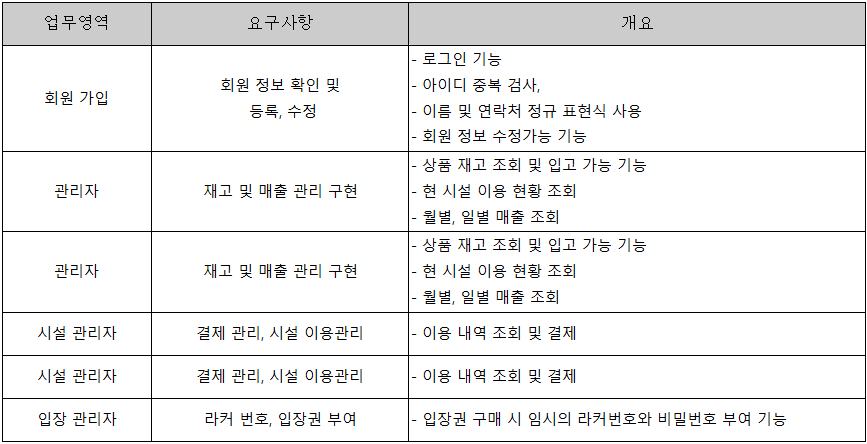 업무영역 요구사항 개요
회원 가입
회원 정보 확인 및
등록, 수정
- 로그인 기능
- 아이디 중복 검사,
- 이름 및 연락처 정규 표현식 사용
- 회원 정보 수정가능 기능
관리자
재고 및 매출 관리 구현
- 상품 재고 조회 및 입고 가능 기능
- 현 시설 이용 현황 조회
- 월별, 일별 매출 조회
관리자
재고 및 매출 관리 구현
- 상품 재고 조회 및 입고 가능 기능
- 현 시설 이용 현황 조회
- 월별, 일별 매출 조회
시설 관리자 결제 관리, 시설 이용관리 - 이용 내역 조회 및 결제
시설 관리자 결제 관리, 시설 이용관리 - 이용 내역 조회 및 결제
입장 관리자 라커 번호, 입장권 부여 - 입장권 구매 시 임시의 라커번호와 비밀번호 부여 기능